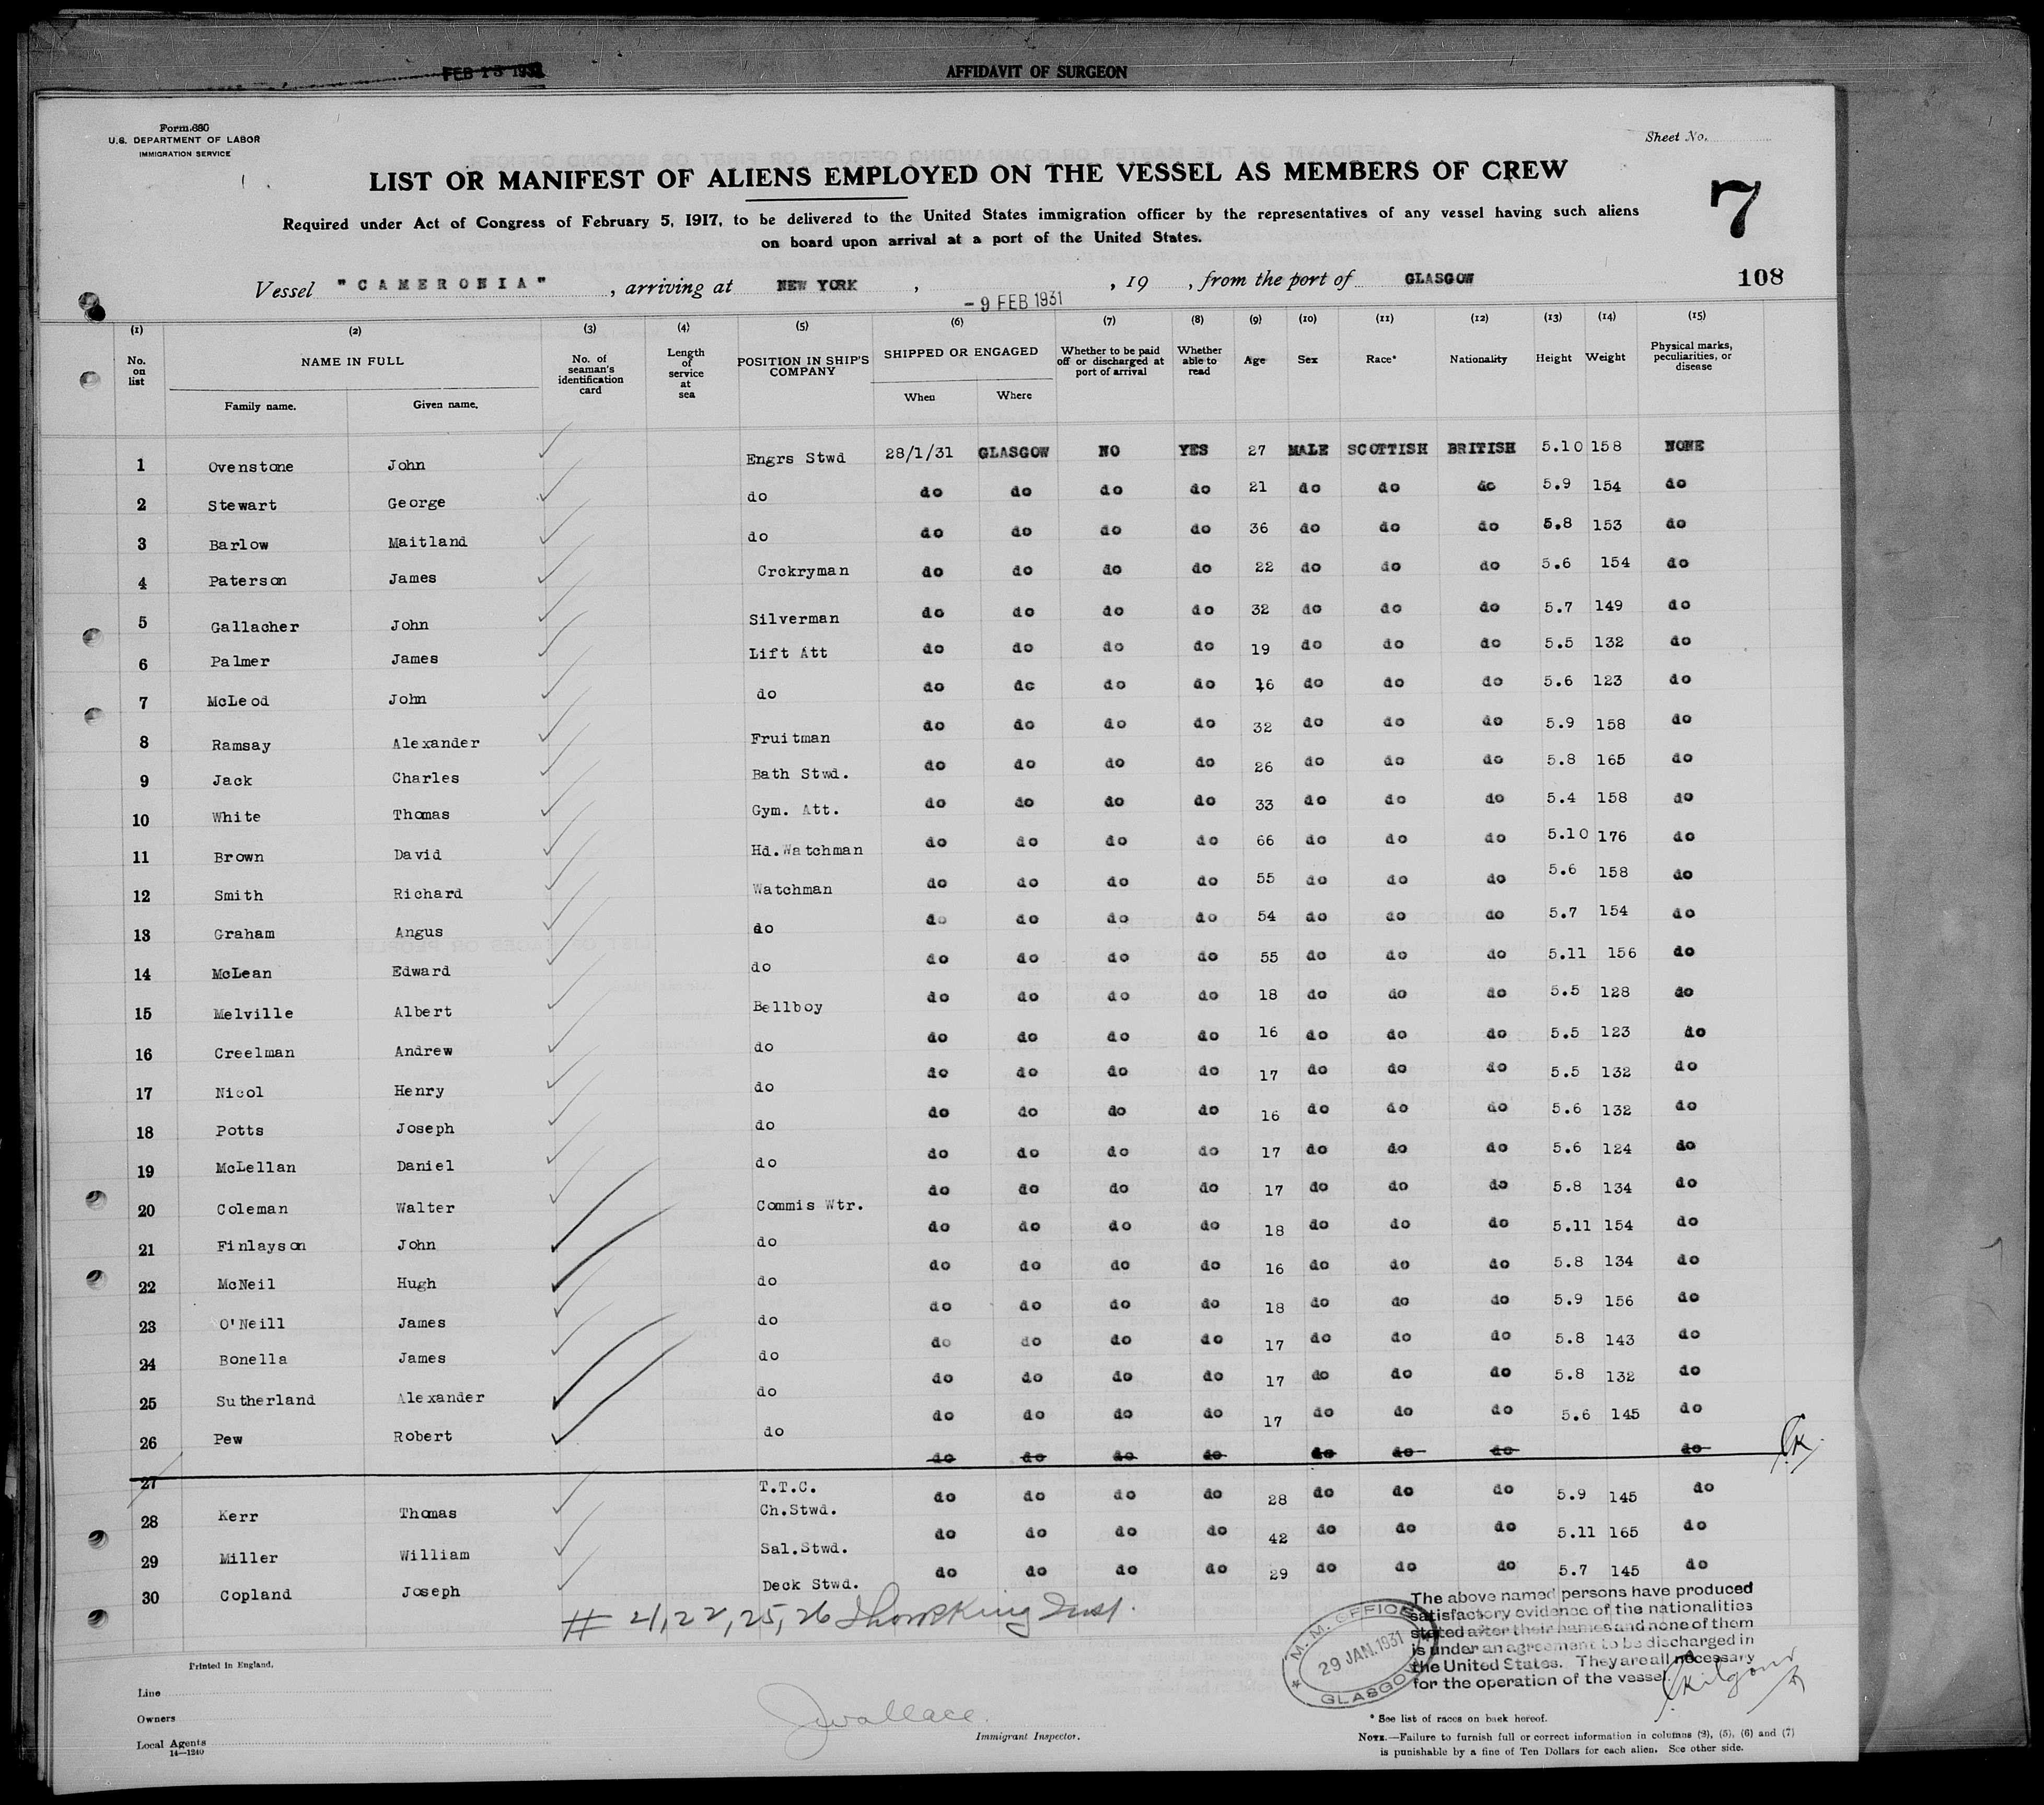 FEB 13 1931
AFFIDAVIT OF SURGEON
Form 680
U.S. DEPARTMENT OF LABOR
IMMIGRATION SERVICE
Sheet No.
LIST OR MANIFEST OF ALIENS EMPLOYED ON THE VESSEL AS MEMBERS OF CREW
7
Required under Act of Congress of February 5, 1917, to be delivered to the United States immigration officer by the representatives of any vessel having such aliens
on board upon arrival at a port of the United States.
Vessel "CAMERONIA", arriving at NEW YORK, - 9 FEB 1931, 19 , from the port of GLASGOW 108
(1) (2) (3) (4) (5) (6) (7) (8) (9) (10) (11) (12) (13) (14) (15)
No. on list NAME IN FULL Family name. Given name. No. of seaman's identification card Length of service at sea POSITION IN SHIP'S COMPANY SHIPPED OR ENGAGED When Where Whether to be paid off or discharged at port of arrival Whether able to read Age Sex Race* Nationality Height Weight Physical marks, peculiarities, or disease
1 Ovenstone John Engrs Stwd 28/1/31 GLASGOW NO YES 27 MALE SCOTTISH BRITISH 5.10 158 NONE
2 Stewart George do do do do do 21 do do do 5.9 154 do
3 Barlow Maitland do do do do do 36 do do do 5.8 153 do
4 Paterson James Crckryman do do do do 22 do do do 5.6 154 do
5 Gallacher John Silverman do do do do 32 do do do 5.7 149 do
6 Palmer James Lift Att do do do do 19 do do do 5.5 132 do
7 McLeod John do do do do do 16 do do do 5.6 123 do
8 Ramsay Alexander Fruitman do do do do 32 do do do 5.9 158 do
9 Jack Charles Bath Stwd. do do do do 26 do do do 5.8 165 do
10 White Thomas Gym. Att. do do do do 33 do do do 5.4 158 do
11 Brown David Hd.Watchman do do do do 66 do do do 5.10 176 do
12 Smith Richard Watchman do do do do 55 do do do 5.6 158 do
13 Graham Angus do do do do do 54 do do do 5.7 154 do
14 McLean Edward do do do do do 55 do do do 5.11 156 do
15 Melville Albert Bellboy do do do do 18 do do do 5.5 128 do
16 Creelman Andrew do do do do do 16 do do do 5.5 123 do
17 Nicol Henry do do do do do 17 do do do 5.5 132 do
18 Potts Joseph do do do do do 16 do do do 5.6 132 do
19 McLellan Daniel do do do do do 17 do do do 5.6 124 do
20 Coleman Walter Commis Wtr. do do do do 17 do do do 5.8 134 do
21 Finlayson John do do do do do 18 do do do 5.11 154 do
22 McNeil Hugh do do do do do 16 do do do 5.8 134 do
23 O'Neill James do do do do do 18 do do do 5.9 156 do
24 Bonella James do do do do do 17 do do do 5.8 143 do
25 Sutherland Alexander do do do do do 17 do do do 5.8 132 do
26 Pew Robert do do do do do 17 do do do 5.6 145 do
27 do do do do do do do do
28 Kerr Thomas T.T.C. Ch.Stwd. do do do do 28 do do do 5.9 145 do
29 Miller William Sal.Stwd. do do do do 42 do do do 5.11 165 do
30 Copland Joseph Deck Stwd. do do do do 29 do do do 5.7 145 do
# 21, 22, 25, 26
M. M. OFFICE
29 JAN.1931
GLASGOW
The above named persons have produced
satisfactory evidence of the nationalities
stated after their names and none of them
is under an agreement to be discharged in
the United States. They are all necessary
for the operation of the vessel.
Printed in England.
Line
Owners
Local Agents
14—1240
JWallace
Immigrant Inspector.
* See list of races on back hereof.
NOTE.—Failure to furnish full or correct information in columns (2), (5), (6) and (7)
is punishable by a fine of Ten Dollars for each alien. See other side.